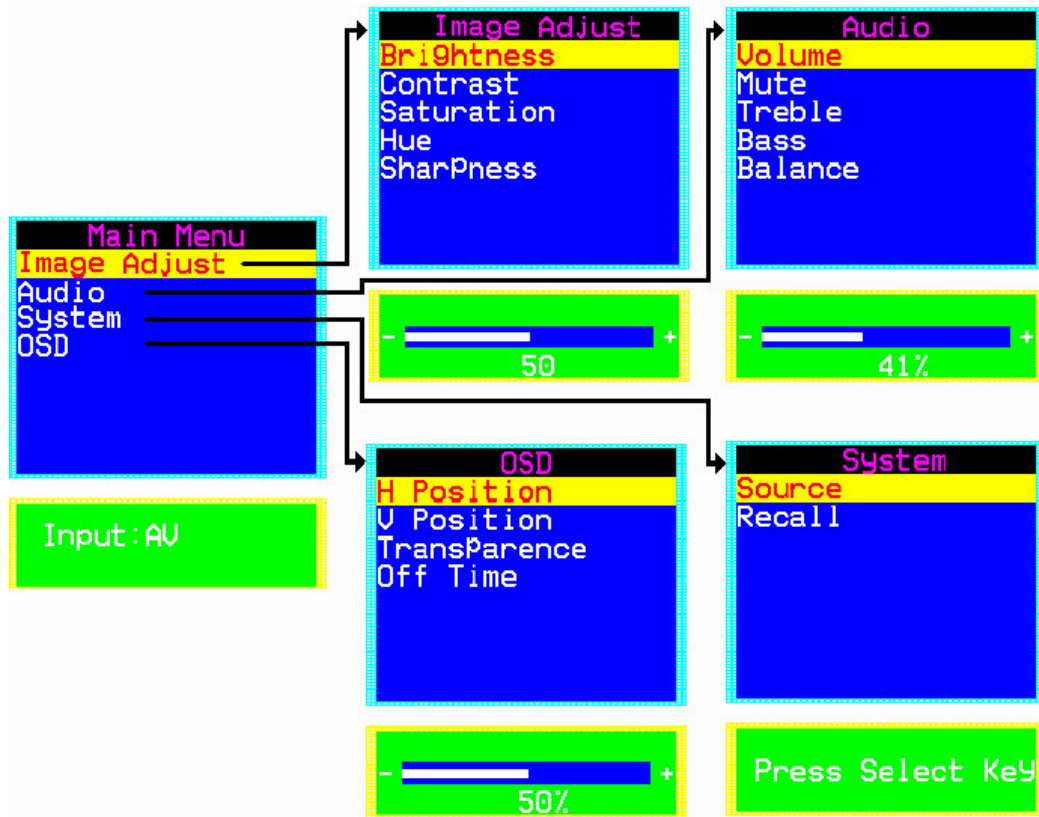 Main Menu
Image Adjust
Audio
System
OSD
Input:AV
Image Adjust
Brightness
Contrast
Saturation
Hue
Sharpness
- +
50
Audio
Volume
Mute
Treble
Bass
Balance
- +
41%
OSD
H Position
V Position
Transparence
Off Time
- +
50%
System
Source
Recall
Press Select Key